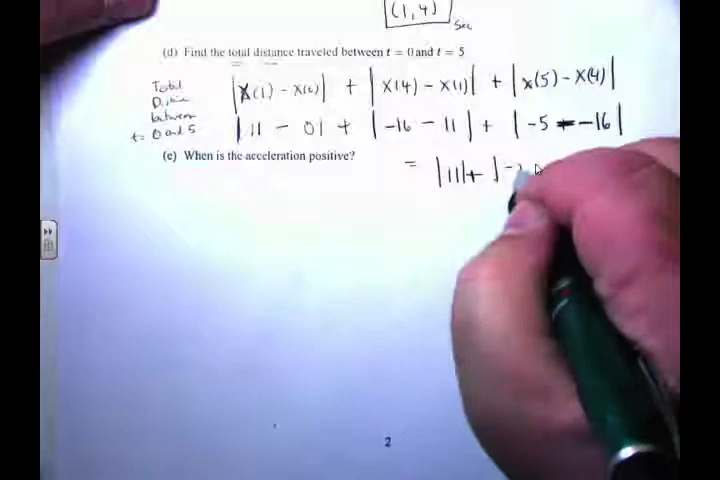 (1,4) Sec
(d) Find the total distance traveled between t = 0 and t = 5
Total |x(1) - x(0)| + |x(4) - x(1)| + |x(5) - x(4)|
between |11 - 0| + |-16 - 11| + |-5 - -16|
t= 0 and 5
(e) When is the acceleration positive?
= |11| + |-2
2